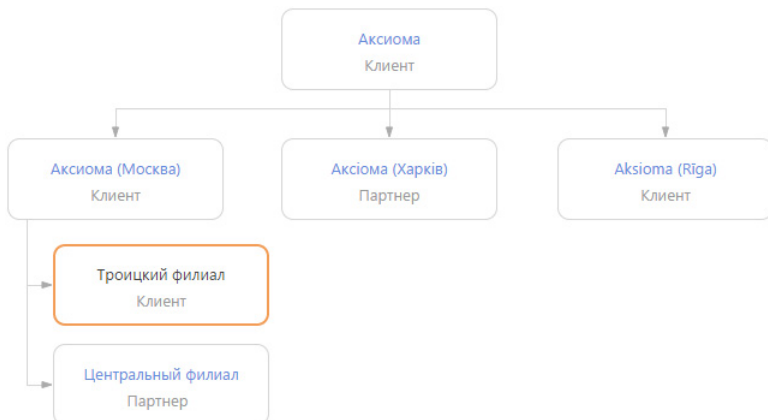 Аксиома
Клиент
Аксиома (Москва)
Клиент
Аксіома (Харків)
Партнер
Aksioma (Rīga)
Клиент
Троицкий филиал
Клиент
Центральный филиал
Партнер